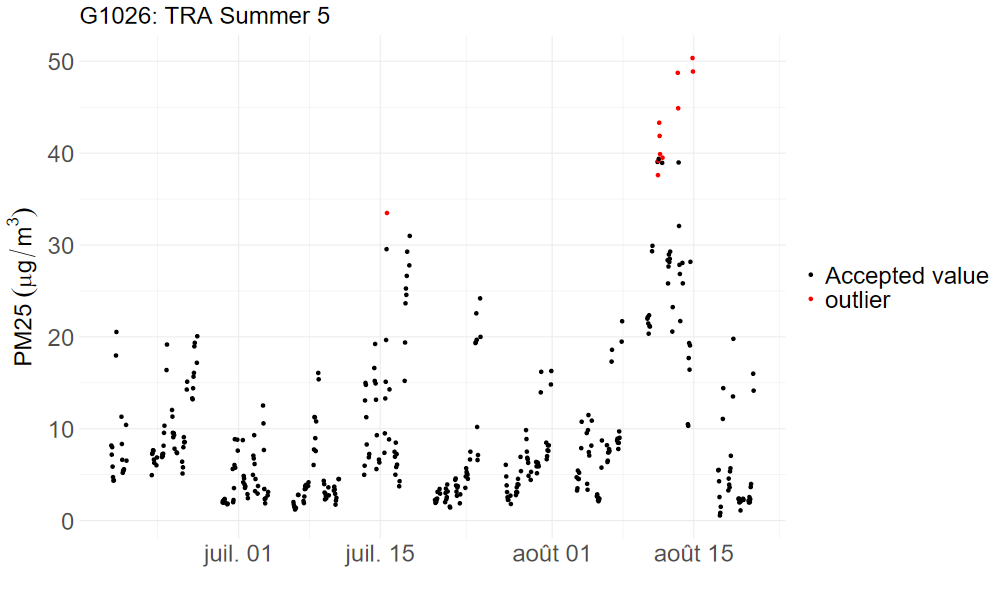 G1026: TRA Summer 5
PM25 (μg/m³)
50
40
30
20
10
0
juil. 01
juil. 15
août 01
août 15
Accepted value
outlier